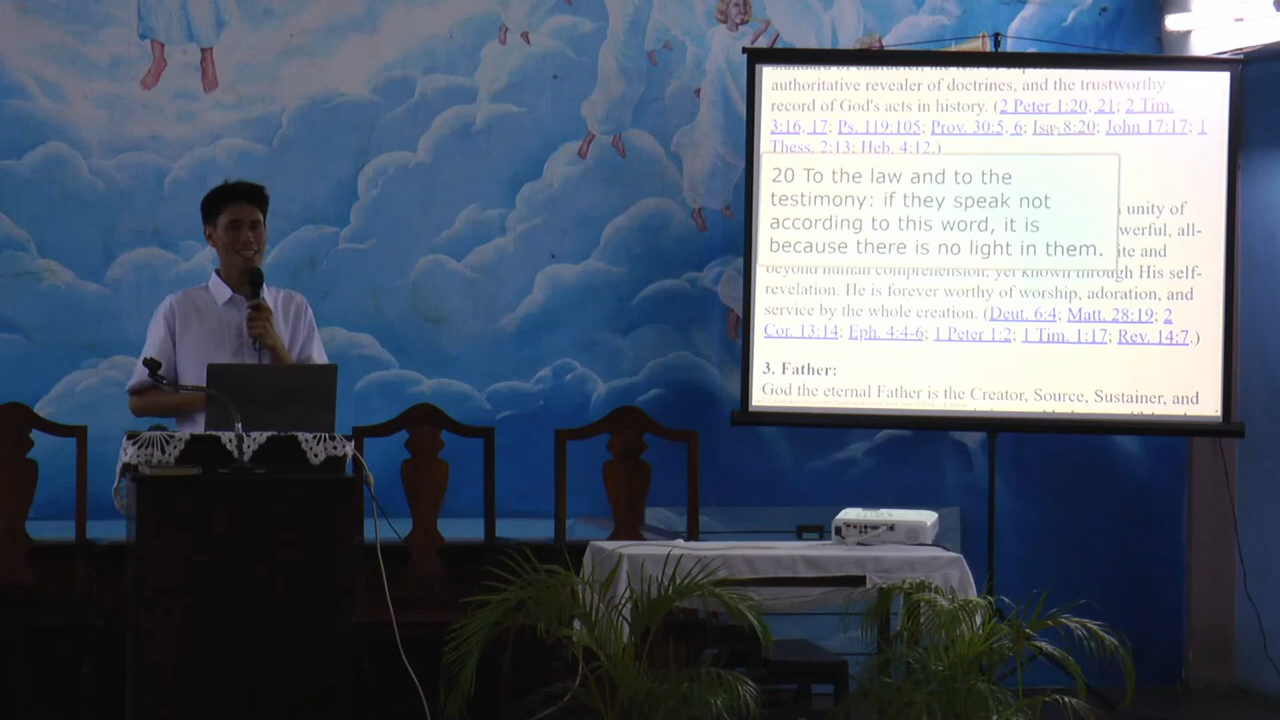 standard of character, the
authoritative revealer of doctrines, and the trustworthy
record of God's acts in history. (2 Peter 1:20, 21; 2 Tim.
3:16, 17; Ps. 119:105; Prov. 30:5, 6; Isa. 8:20; John 17:17; 1
Thess. 2:13; Heb. 4:12.)
20 To the law and to the
testimony: if they speak not
according to this word, it is
because there is no light in them.
unity of
werful, all-
ite and
beyond human comprehension, yet known through His self-
revelation. He is forever worthy of worship, adoration, and
service by the whole creation. (Deut. 6:4; Matt. 28:19; 2
Cor. 13:14; Eph. 4:4-6; 1 Peter 1:2; 1 Tim. 1:17; Rev. 14:7.)
3. Father:
God the eternal Father is the Creator, Source, Sustainer, and